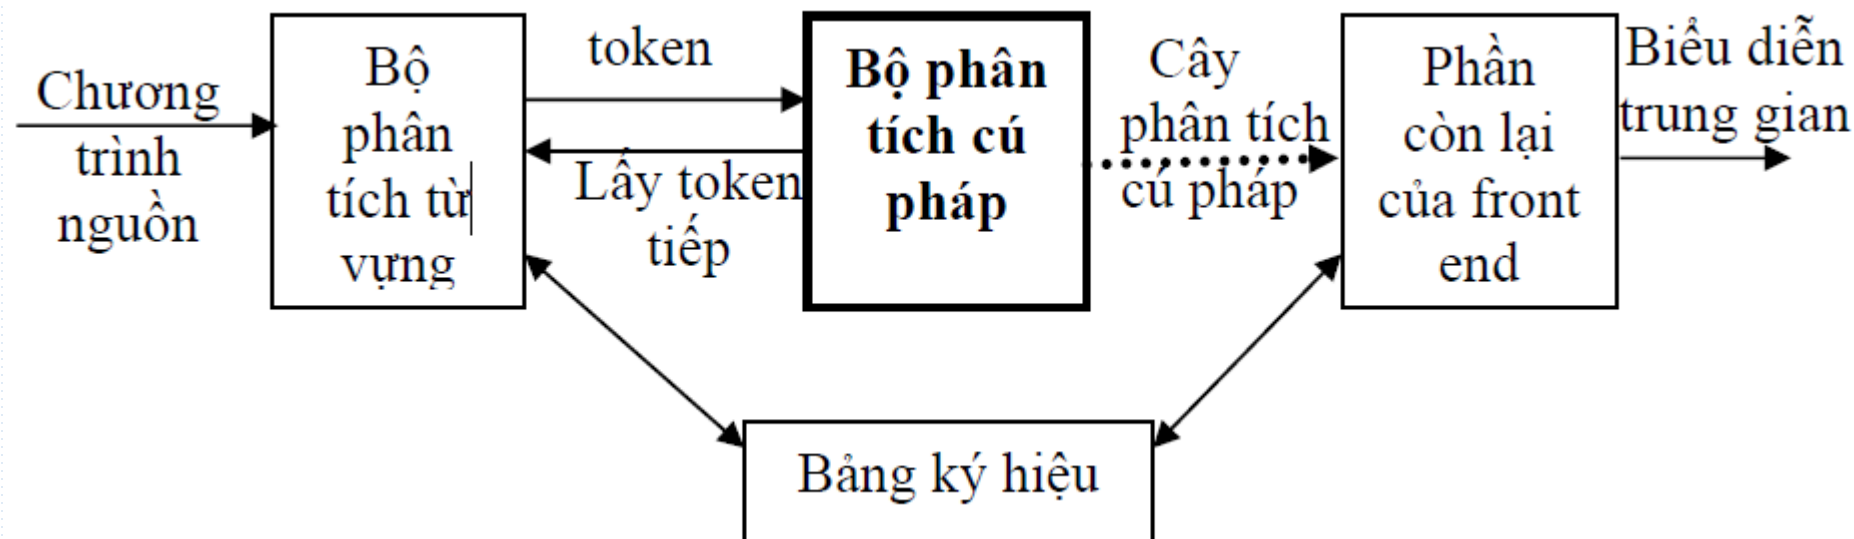 Chương
trình
nguồn
Bộ
phân
tích từ
vựng
token
Lấy token
tiếp
Bộ phân
tích cú
pháp
Cây
phân tích
cú pháp
Phần
còn lại
của front
end
Biểu diễn
trung gian
Bảng ký hiệu